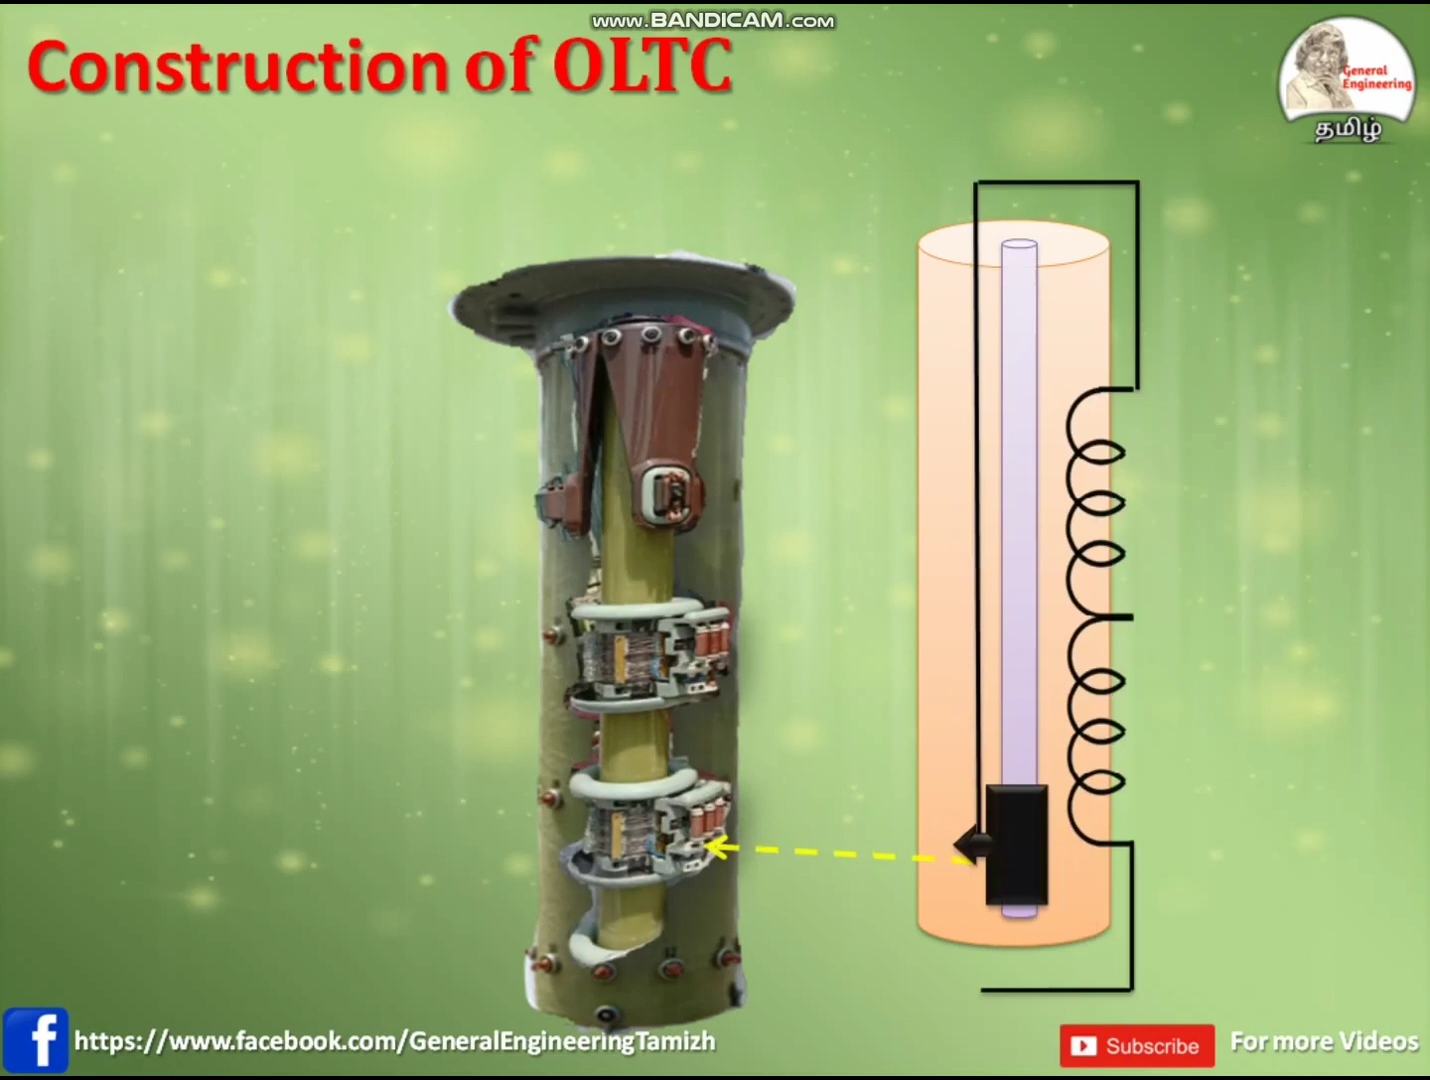 www.BANDICAM.com
Construction of OLTC
General
Engineering
தமிழ்
https://www.facebook.com/GeneralEngineeringTamizh
Subscribe
For more Videos